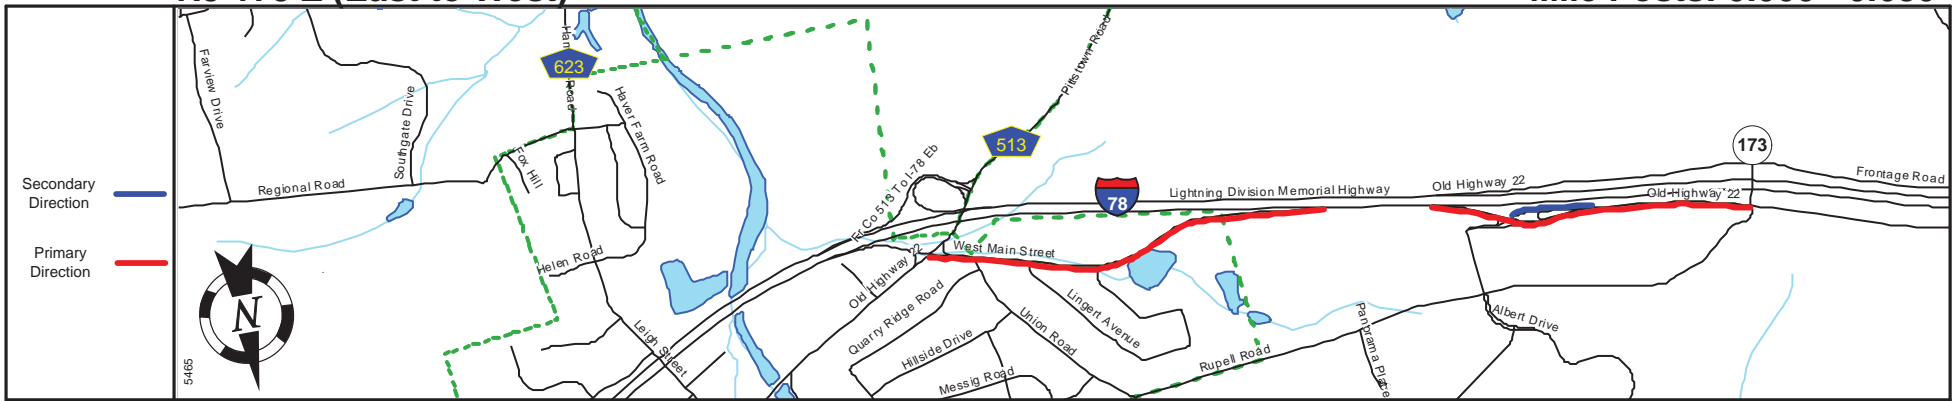 Secondary
Direction
Primary
Direction
5465
N
Farview Drive
Southgate Drive
Regional Road
623
Road
Haver Farm Road
Fox Hill
Helen Road
Leigh Street
Fr Co 513 To I-78 Eb
Old Highway 22
West Main Street
Quarry Ridge Road
Hillside Drive
Messig Road
Union Road
Lingert Avenue
Rupell Road
513
Pittstown Road
78
Lightning Division Memorial Highway
Old Highway 22
Old Highway 22
173
Frontage Road
Albert Drive
Panorama Place